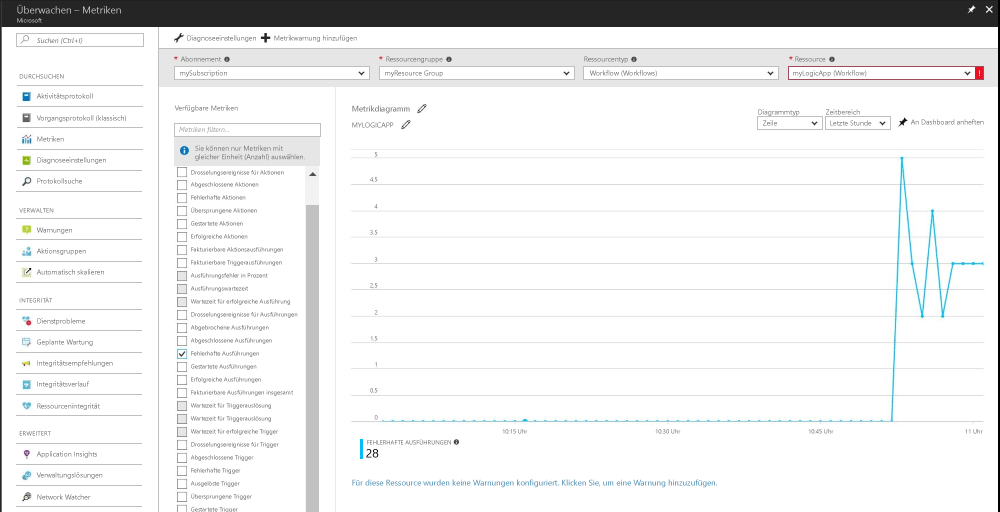 Überwachen – Metriken
Microsoft
Suchen (Ctrl+I)
DURCHSUCHEN
Aktivitätsprotokoll
Vorgangsprotokoll (klassisch)
Metriken
Diagnoseeinstellungen
Protokollsuche
VERWALTEN
Warnungen
Aktionsgruppen
Automatisch skalieren
INTEGRITÄT
Dienstprobleme
Geplante Wartung
Integritätsempfehlungen
Integritätsverlauf
Ressourcenintegrität
ERWEITERT
Application Insights
Verwaltungslösungen
Network Watcher
Diagnoseeinstellungen Metrikwarnung hinzufügen
* Abonnement
mySubscription
* Ressourcengruppe
myResource Group
Ressourcentyp
Workflow (Workflows)
* Ressource
myLogicApp (Workflow)
Verfügbare Metriken
Metriken filtern...
Sie können nur Metriken mit
gleicher Einheit (Anzahl) auswählen.
Drosselungsereignisse für Aktionen
Abgeschlossene Aktionen
Fehlerhafte Aktionen
Übersprungene Aktionen
Gestartete Aktionen
Erfolgreiche Aktionen
Fakturierbare Aktionsausführungen
Fakturierbare Triggerausführungen
Ausführungsfehler in Prozent
Ausführungswartezeit
Wartezeit für erfolgreiche Ausführung
Drosselungsereignisse für Ausführungen
Abgebrochene Ausführungen
Abgeschlossene Ausführungen
Fehlerhafte Ausführungen
Gestartete Ausführungen
Erfolgreiche Ausführungen
Fakturierbare Ausführungen insgesamt
Wartezeit für Triggerauslösung
Wartezeit für Triggerauslösung
Wartezeit für erfolgreiche Trigger
Drosselungsereignisse für Trigger
Abgeschlossene Trigger
Fehlerhafte Trigger
Ausgelöste Trigger
Übersprungene Trigger
Gestartete Trigger
Metrikdiagramm
MYLOGICAPP
Diagrammtyp
Zeile
Zeitbereich
Letzte Stunde
An Dashboard anheften
5
4.5
4
3.5
3
2.5
2
1.5
1
0.5
0
10:15 Uhr 10:30 Uhr 10:45 Uhr 11 Uhr
FEHLERHAFTE AUSFÜHRUNGEN
28
Für diese Ressource wurden keine Warnungen konfiguriert. Klicken Sie, um eine Warnung hinzuzufügen.